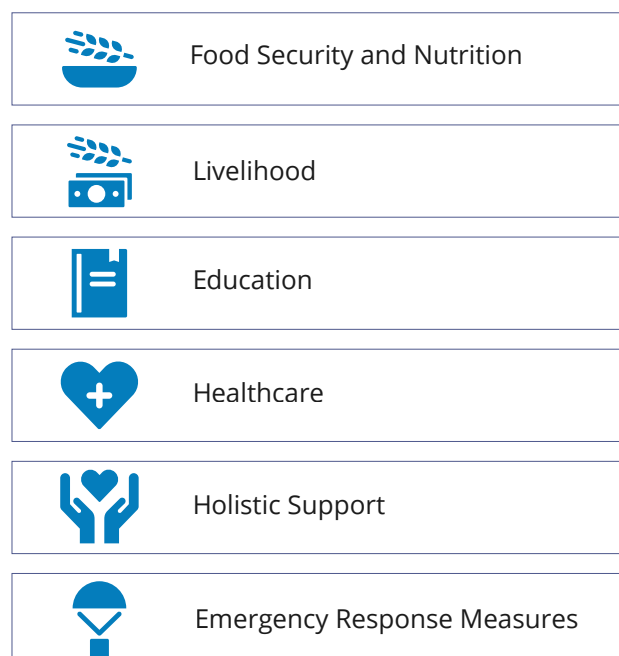 Food Security and Nutrition
Livelihood
Education
Healthcare
Holistic Support
Emergency Response Measures